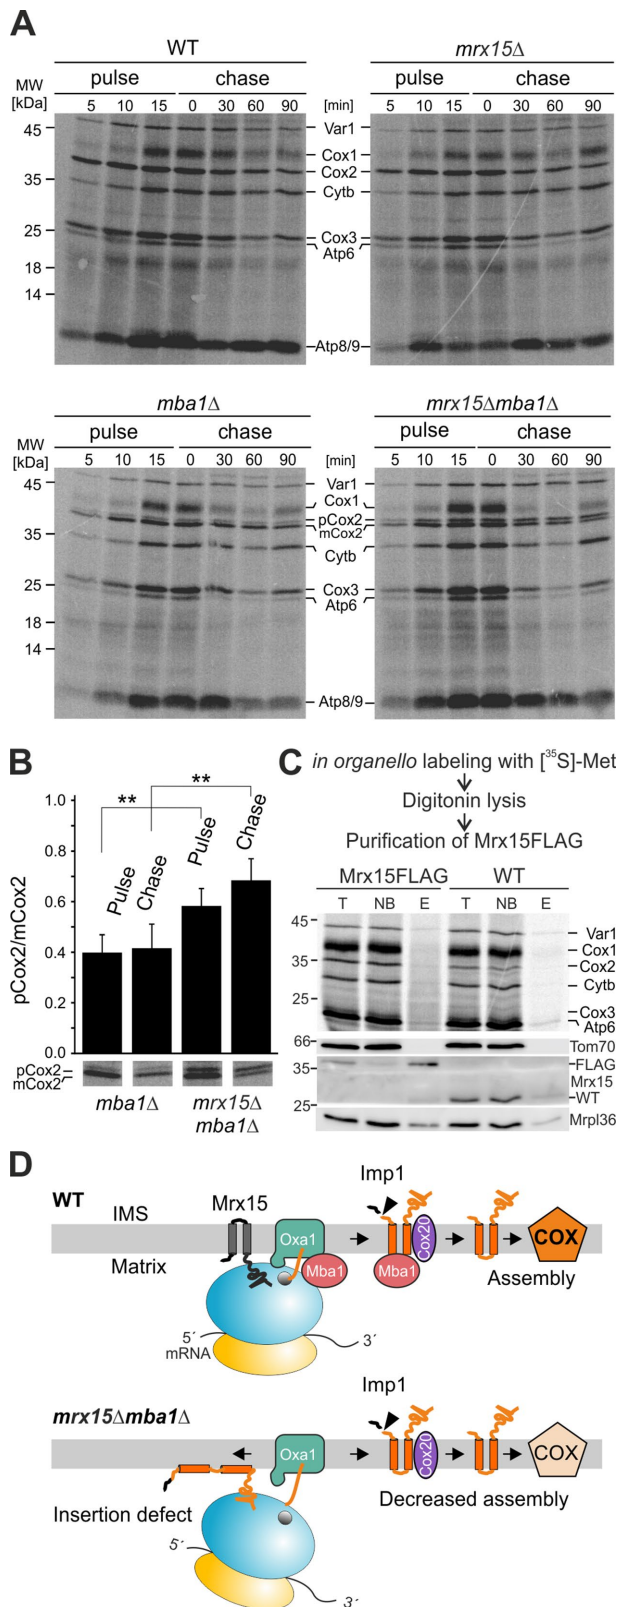 A
WT
mrx15Δ
pulse chase pulse chase
MW
[kDa]
5 10 15 0 30 60 90 [min] 5 10 15 0 30 60 90
45
35
25
18
14
Var1
Cox1
Cox2
Cytb
Cox3
Atp6
Atp8/9
mba1Δ
mrx15Δmba1Δ
pulse chase pulse chase
MW
[kDa]
5 10 15 0 30 60 90 [min] 5 10 15 0 30 60 90
45
35
25
18
14
Var1
Cox1
pCox2
mCox2
Cytb
Cox3
Atp6
Atp8/9
B
** **
1.0
0.8
0.6
0.4
0.2
0.0
pCox2/mCox2
Pulse
Chase
Pulse
Chase
pCox2
mCox2
mba1Δ
mrx15Δ
mba1Δ
C
in organello labeling with [³⁵S]-Met
Digitonin lysis
Purification of Mrx15FLAG
Mrx15FLAG WT
T NB E T NB E
45
35
25
66
35
25
Var1
Cox1
Cox2
Cytb
Cox3
Atp6
Tom70
FLAG
Mrx15
WT
Mrpl36
D
WT
IMS
Matrix
Mrx15
Oxa1
Mba1
5´
mRNA
3´
Imp1
Cox20
Mba1
COX
Assembly
mrx15Δmba1Δ
Oxa1
Insertion defect
5´
3´
Imp1
Cox20
COX
Decreased assembly